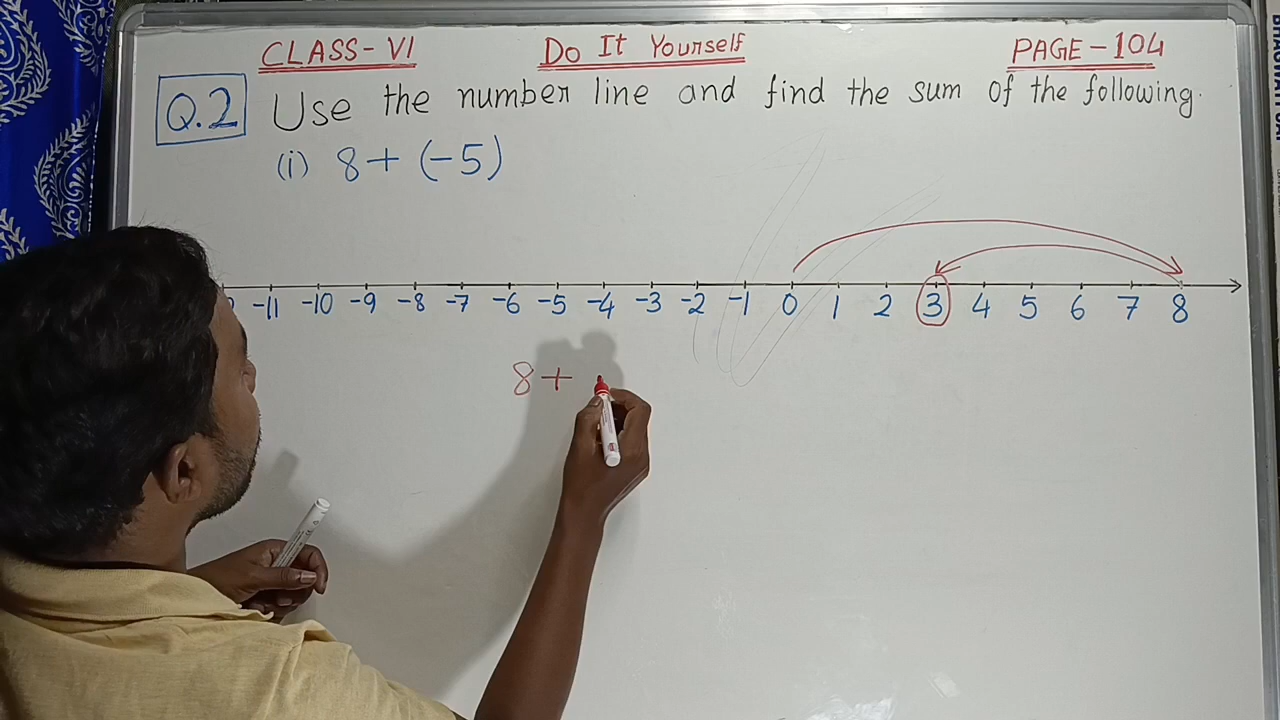 CLASS-VI Do It Yourself PAGE-104
Q.2 Use the number line and find the sum of the following.
(i) 8+ (-5)
-11 -10 -9 -8 -7 -6 -5 -4 -3 -2 -1 0 1 2 3 4 5 6 7 8
8+